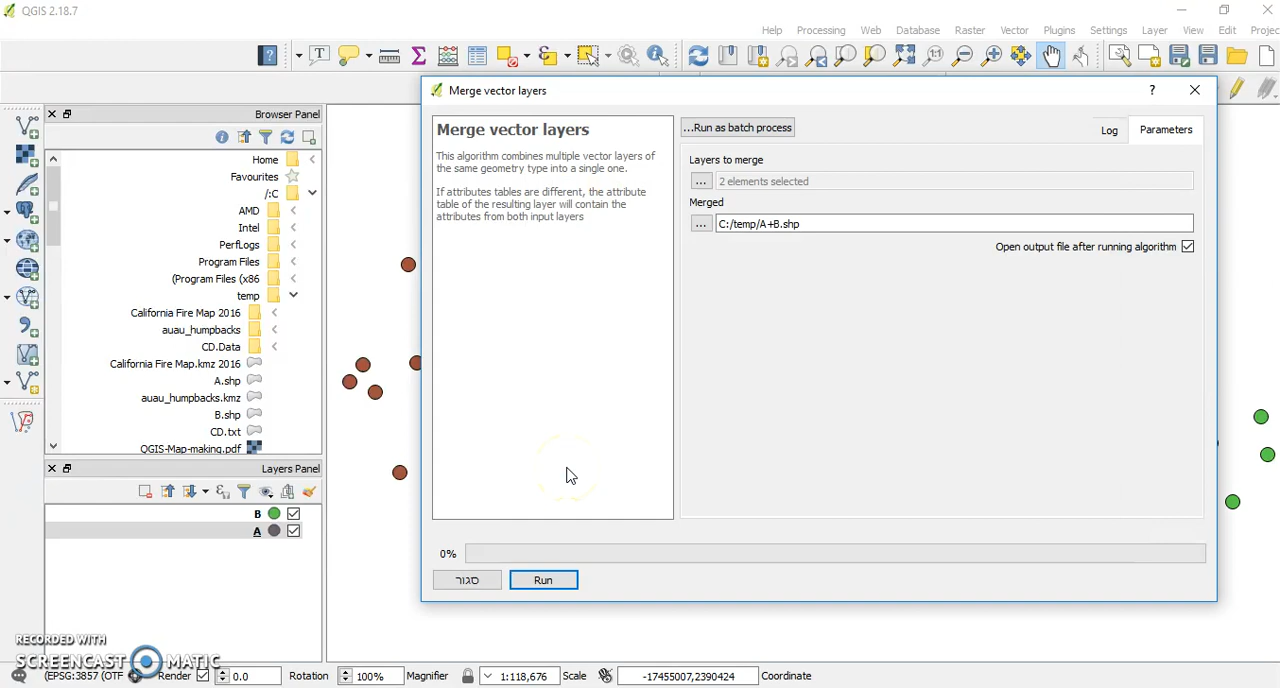 QGIS 2.18.7
Help Processing Web Database Raster Vector Plugins Settings Layer View Edit Projec
Browser Panel
Home
Favourites
/:C
AMD
Intel
PerfLogs
Program Files
(Program Files (x86
temp
California Fire Map 2016
auau_humpbacks
CD.Data
California Fire Map.kmz 2016
A.shp
auau_humpbacks.kmz
B.shp
CD.txt
QGIS-Map-making.pdf
Layers Panel
B
A
Merge vector layers
?
Merge vector layers
This algorithm combines multiple vector layers of
the same geometry type into a single one.
If attributes tables are different, the attribute
table of the resulting layer will contain the
attributes from both input layers
...Run as batch process
Log
Parameters
Layers to merge
... 2 elements selected
Merged
... C:/temp/A+B.shp
Open output file after running algorithm
0%
סגור
Run
RECORDED WITH
SCREENCAST MATIC
(EPSG:3857 (OTF Render 0.0 Rotation 100% Magnifier 1:118,676 Scale -17455007,2390424 Coordinate